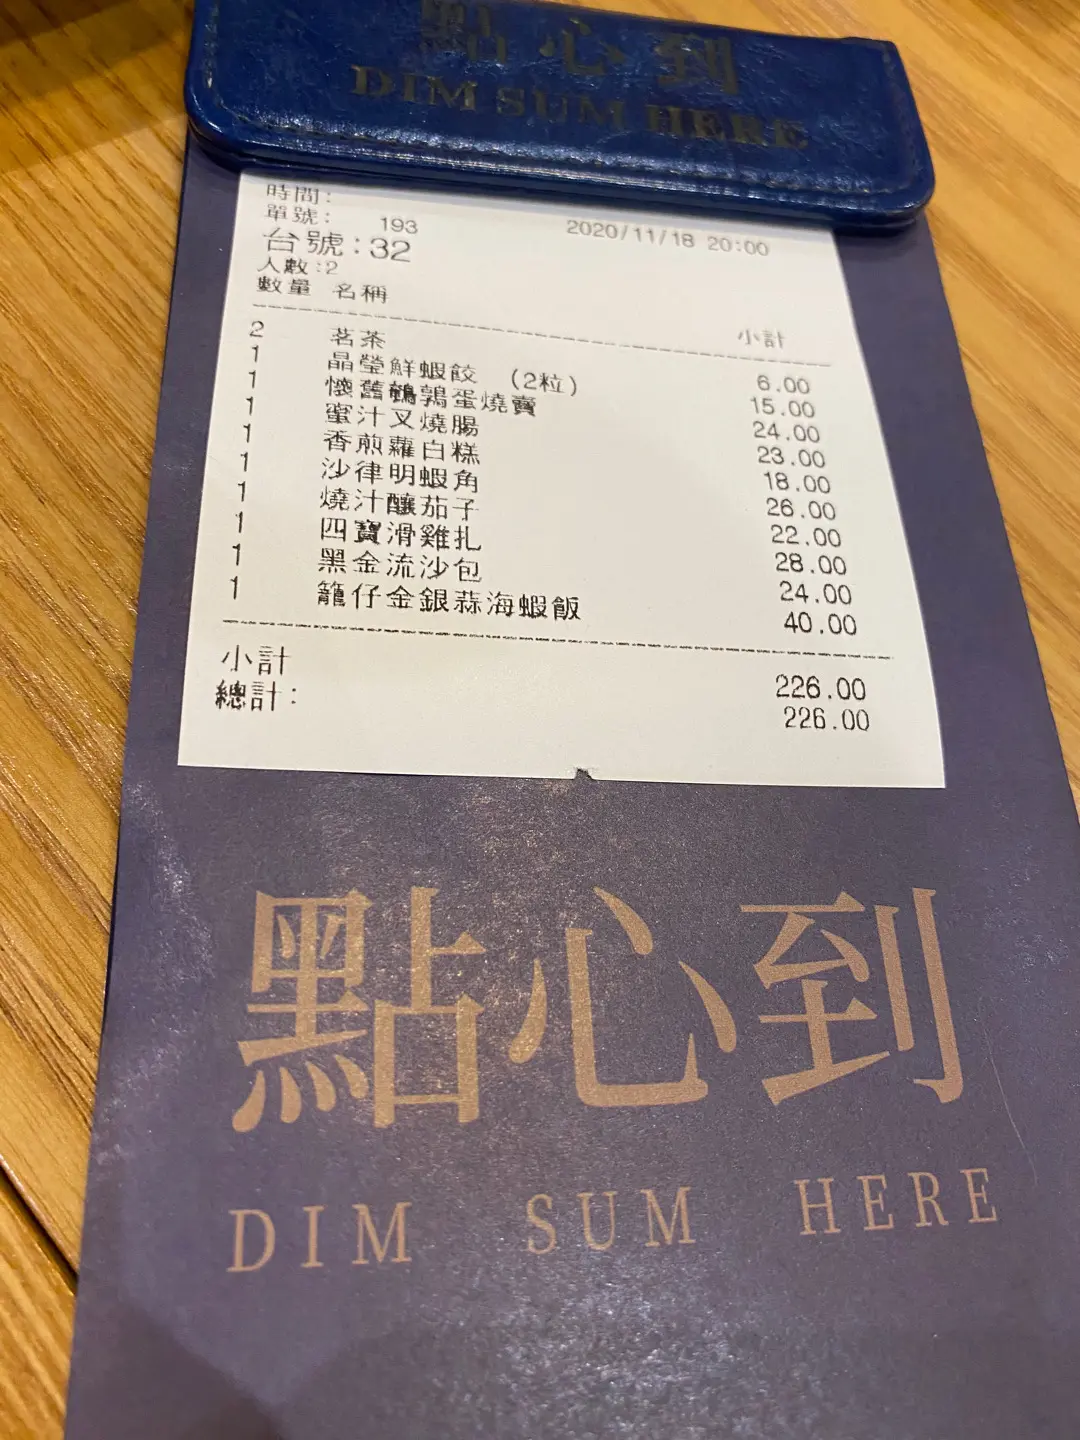 點心到
DIM SUM HERE
時間:
單號: 193 2020/11/18 20:00
台號:32
人數:2
數量 名稱 小計
2 茗茶 6.00
1 晶瑩鮮蝦餃 (2粒) 15.00
1 懷舊鵪鶉蛋燒賣 24.00
1 蜜汁叉燒腸 23.00
1 香煎蘿白糕 18.00
1 沙律明蝦角 26.00
1 燒汁釀茄子 22.00
1 四寶滑雞扎 28.00
1 黑金流沙包 24.00
1 籠仔金銀蒜海蝦飯 40.00
小計 226.00
總計: 226.00
點心到
DIM SUM HERE